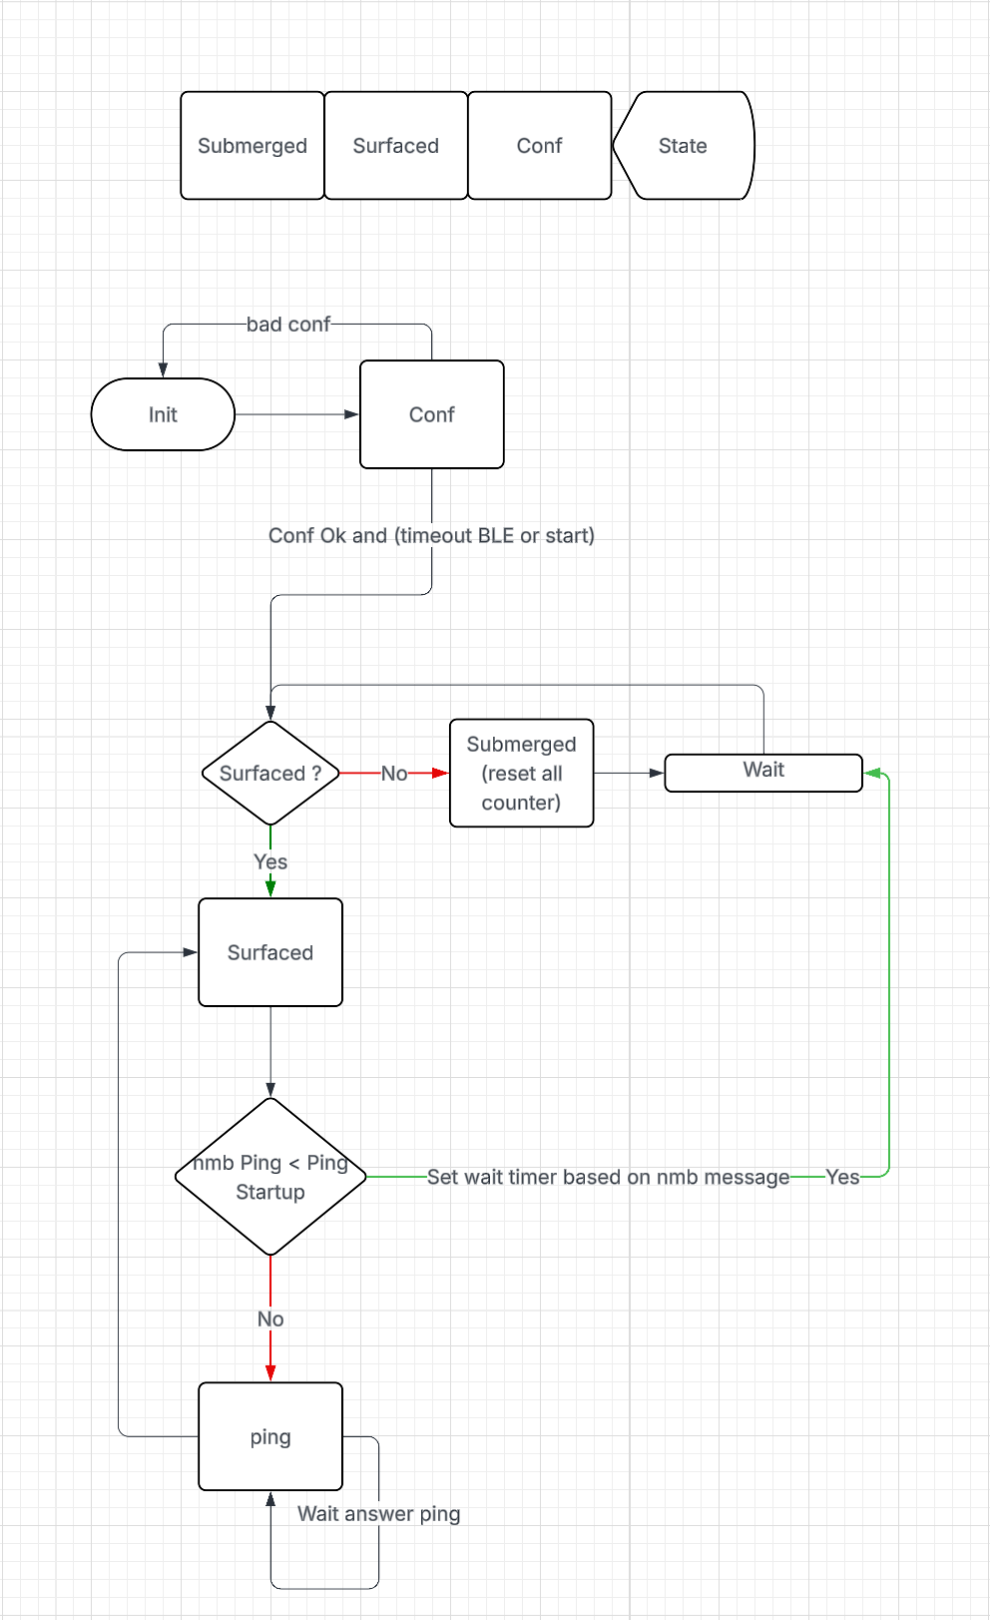 Submerged
Surfaced
Conf
State
bad conf
Init
Conf
Conf Ok and (timeout BLE or start)
Surfaced ?
No
Submerged
(reset all
counter)
Wait
Yes
Surfaced
nmb Ping < Ping
Startup
Set wait timer based on nmb message
Yes
No
ping
Wait answer ping